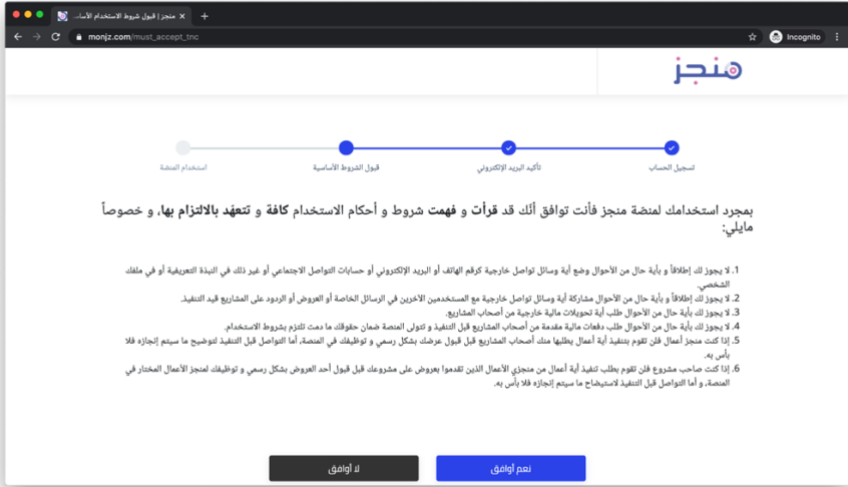 منجز | قبول شروط الاستخدام الأسا...
monjz.com/must_accept_tnc
Incognito
منجز
تسجيل الحساب
تأكيد البريد الإلكتروني
قبول الشروط الأساسية
استخدام المنصة
بمجرد استخدامك لمنصة منجز فأنت توافق أنّك قد قرأت و فهمت شروط و أحكام الاستخدام كافة و تتعهّد بالالتزام بها، و خصوصاً
مايلي:
1. لا يجوز لك إطلاقاً و بأية حال من الأحوال وضع أية وسائل تواصل خارجية كرقم الهاتف أو البريد الإلكتروني أو حسابات التواصل الاجتماعي أو غير ذلك في النبذة التعريفية أو في ملفك
الشخصي.
2. لا يجوز لك إطلاقاً و بأية حال من الأحوال مشاركة أية وسائل تواصل خارجية مع المستخدمين الآخرين في الرسائل الخاصة أو العروض أو الردود على المشاريع قيد التنفيذ.
3. لا يجوز لك بأية حال من الأحوال طلب أية تحويلات مالية خارجية من أصحاب المشاريع.
4. لا يجوز لك بأية حال من الأحوال طلب دفعات مالية مقدمة من أصحاب المشاريع قبل التنفيذ و تتولى المنصة ضمان حقوقك ما دمت تلتزم بشروط الاستخدام.
5. إذا كنت منجز أعمال فلن تقوم بتنفيذ أية أعمال يطلبها منك أصحاب المشاريع قبل قبول عرضك بشكل رسمي و توظيفك في المنصة، أما التواصل قبل التنفيذ لتوضيح ما سيتم إنجازه فلا
بأس به.
6. إذا كنت صاحب مشروع فلن تقوم بطلب تنفيذ أية أعمال من منجزي الأعمال الذين تقدموا بعروض على مشروعك قبل قبول أحد العروض بشكل رسمي و توظيفك لمنجز الأعمال المختار في
المنصة، و أما التواصل قبل التنفيذ لاستيضاح ما سيتم إنجازه فلا بأس به.
نعم أوافق
لا أوافق